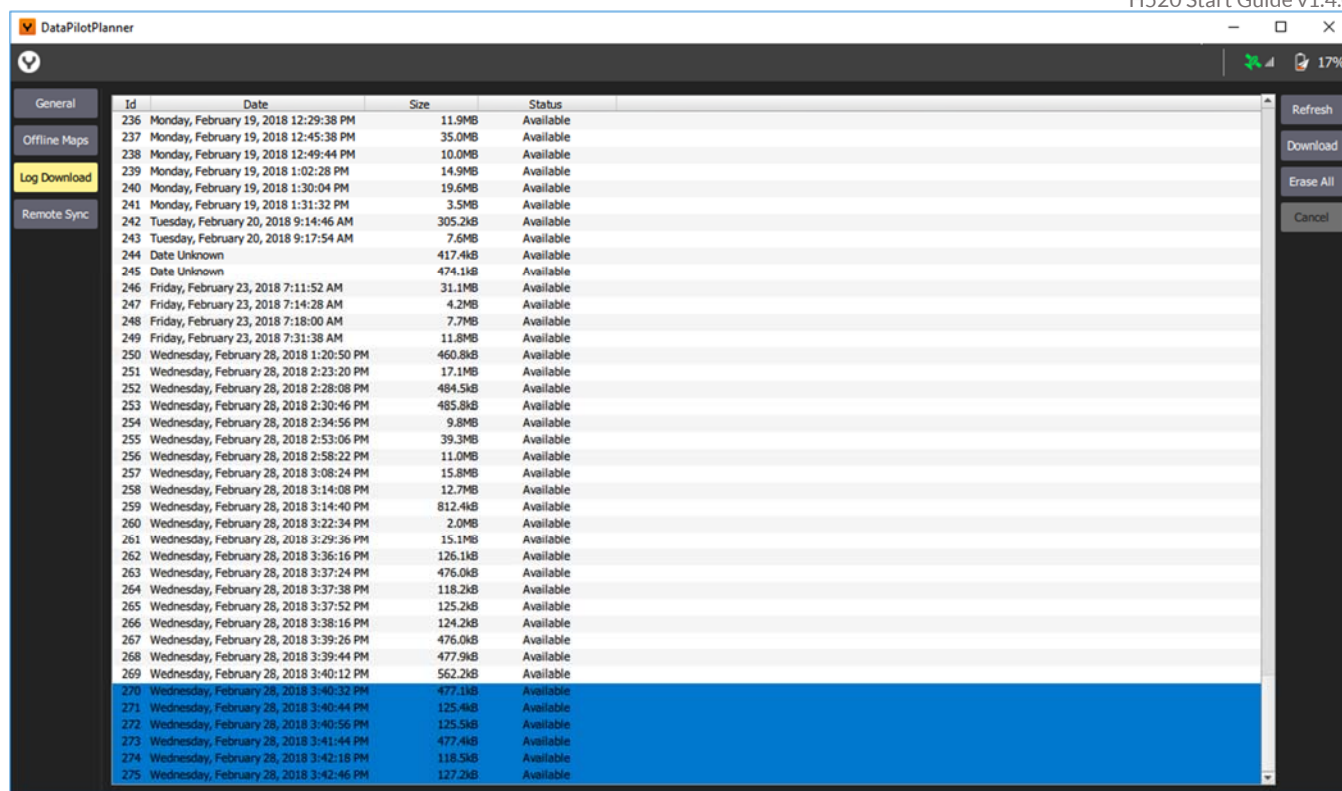 H520 Start Guide v1.4.
DataPilotPlanner
17%
General
Offline Maps
Log Download
Remote Sync
Id Date Size Status
236 Monday, February 19, 2018 12:29:38 PM 11.9MB Available
237 Monday, February 19, 2018 12:45:38 PM 35.0MB Available
238 Monday, February 19, 2018 12:49:44 PM 10.0MB Available
239 Monday, February 19, 2018 1:02:28 PM 14.9MB Available
240 Monday, February 19, 2018 1:30:04 PM 19.6MB Available
241 Monday, February 19, 2018 1:31:32 PM 3.5MB Available
242 Tuesday, February 20, 2018 9:14:46 AM 305.2kB Available
243 Tuesday, February 20, 2018 9:17:54 AM 7.6MB Available
244 Date Unknown 417.4kB Available
245 Date Unknown 474.1kB Available
246 Friday, February 23, 2018 7:11:52 AM 31.1MB Available
247 Friday, February 23, 2018 7:14:28 AM 4.2MB Available
248 Friday, February 23, 2018 7:18:00 AM 7.7MB Available
249 Friday, February 23, 2018 7:31:38 AM 11.8MB Available
250 Wednesday, February 28, 2018 1:20:50 PM 460.8kB Available
251 Wednesday, February 28, 2018 2:23:20 PM 17.1MB Available
252 Wednesday, February 28, 2018 2:28:08 PM 484.5kB Available
253 Wednesday, February 28, 2018 2:30:46 PM 485.8kB Available
254 Wednesday, February 28, 2018 2:34:56 PM 9.8MB Available
255 Wednesday, February 28, 2018 2:53:06 PM 39.3MB Available
256 Wednesday, February 28, 2018 2:58:22 PM 11.0MB Available
257 Wednesday, February 28, 2018 3:08:24 PM 15.8MB Available
258 Wednesday, February 28, 2018 3:14:08 PM 12.7MB Available
259 Wednesday, February 28, 2018 3:14:40 PM 812.4kB Available
260 Wednesday, February 28, 2018 3:22:34 PM 2.0MB Available
261 Wednesday, February 28, 2018 3:29:36 PM 15.1MB Available
262 Wednesday, February 28, 2018 3:36:16 PM 126.1kB Available
263 Wednesday, February 28, 2018 3:37:24 PM 476.0kB Available
264 Wednesday, February 28, 2018 3:37:38 PM 118.2kB Available
265 Wednesday, February 28, 2018 3:37:52 PM 125.2kB Available
266 Wednesday, February 28, 2018 3:38:16 PM 124.2kB Available
267 Wednesday, February 28, 2018 3:39:26 PM 476.0kB Available
268 Wednesday, February 28, 2018 3:39:44 PM 477.9kB Available
269 Wednesday, February 28, 2018 3:40:12 PM 562.2kB Available
270 Wednesday, February 28, 2018 3:40:32 PM 477.1kB Available
271 Wednesday, February 28, 2018 3:40:44 PM 125.4kB Available
272 Wednesday, February 28, 2018 3:40:56 PM 125.5kB Available
273 Wednesday, February 28, 2018 3:41:44 PM 477.4kB Available
274 Wednesday, February 28, 2018 3:42:18 PM 118.5kB Available
275 Wednesday, February 28, 2018 3:42:46 PM 127.2kB Available
Refresh
Download
Erase All
Cancel